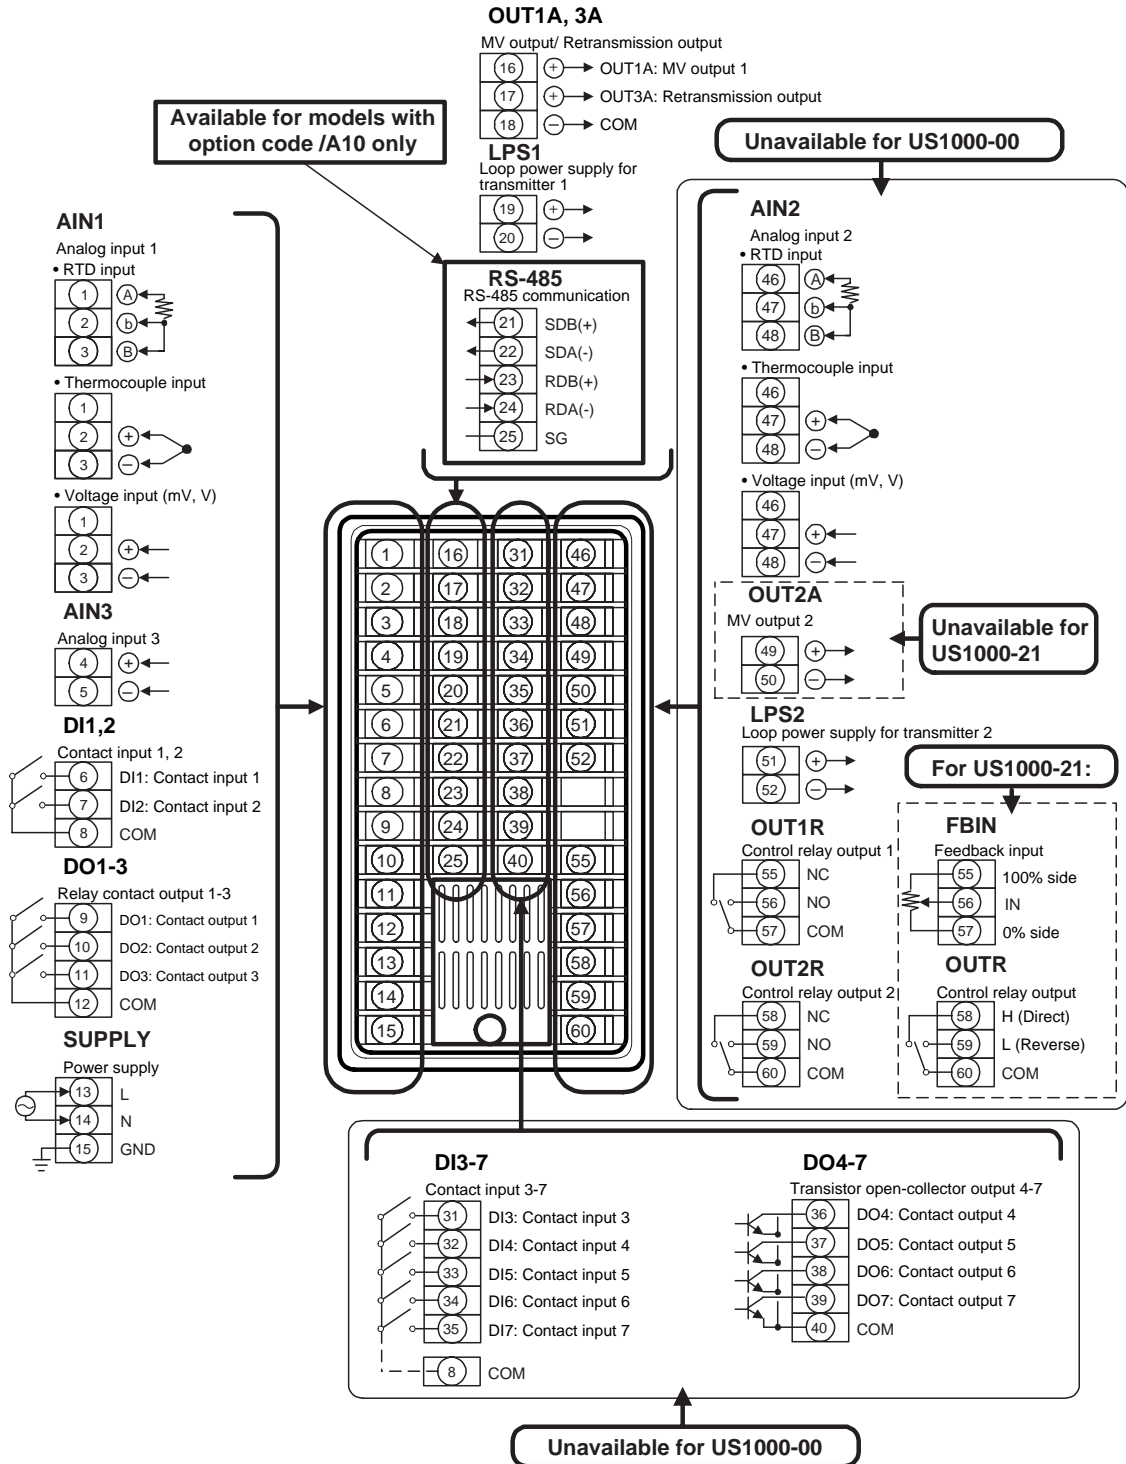 OUT1A, 3A
MV output/ Retransmission output
16 + OUT1A: MV output 1
17 + OUT3A: Retransmission output
18 − COM
LPS1
Loop power supply for
transmitter 1
19 +
20 −
Available for models with
option code /A10 only
RS-485
RS-485 communication
21 SDB(+)
22 SDA(-)
23 RDB(+)
24 RDA(-)
25 SG
AIN1
Analog input 1
• RTD input
1 A
2 b
3 B
• Thermocouple input
1
2 +
3 −
• Voltage input (mV, V)
1
2 +
3 −
AIN3
Analog input 3
4 +
5 −
DI1,2
Contact input 1, 2
6 DI1: Contact input 1
7 DI2: Contact input 2
8 COM
DO1-3
Relay contact output 1-3
9 DO1: Contact output 1
10 DO2: Contact output 2
11 DO3: Contact output 3
12 COM
SUPPLY
Power supply
13 L
14 N
15 GND
1 16 31 46
2 17 32 47
3 18 33 48
4 19 34 49
5 20 35 50
6 21 36 51
7 22 37 52
8 23 38
9 24 39
10 25 40 55
11 56
12 57
13 58
14 59
15 60
Unavailable for US1000-00
AIN2
Analog input 2
• RTD input
46 A
47 b
48 B
• Thermocouple input
46
47 +
48 −
• Voltage input (mV, V)
46
47 +
48 −
OUT2A
MV output 2
49 +
50 −
Unavailable for
US1000-21
LPS2
Loop power supply for transmitter 2
51 +
52 −
For US1000-21:
OUT1R
Control relay output 1
55 NC
56 NO
57 COM
OUT2R
Control relay output 2
58 NC
59 NO
60 COM
FBIN
Feedback input
55 100% side
56 IN
57 0% side
OUTR
Control relay output
58 H (Direct)
59 L (Reverse)
60 COM
DI3-7
Contact input 3-7
31 DI3: Contact input 3
32 DI4: Contact input 4
33 DI5: Contact input 5
34 DI6: Contact input 6
35 DI7: Contact input 7
8 COM
DO4-7
Transistor open-collector output 4-7
36 DO4: Contact output 4
37 DO5: Contact output 5
38 DO6: Contact output 6
39 DO7: Contact output 7
40 COM
Unavailable for US1000-00